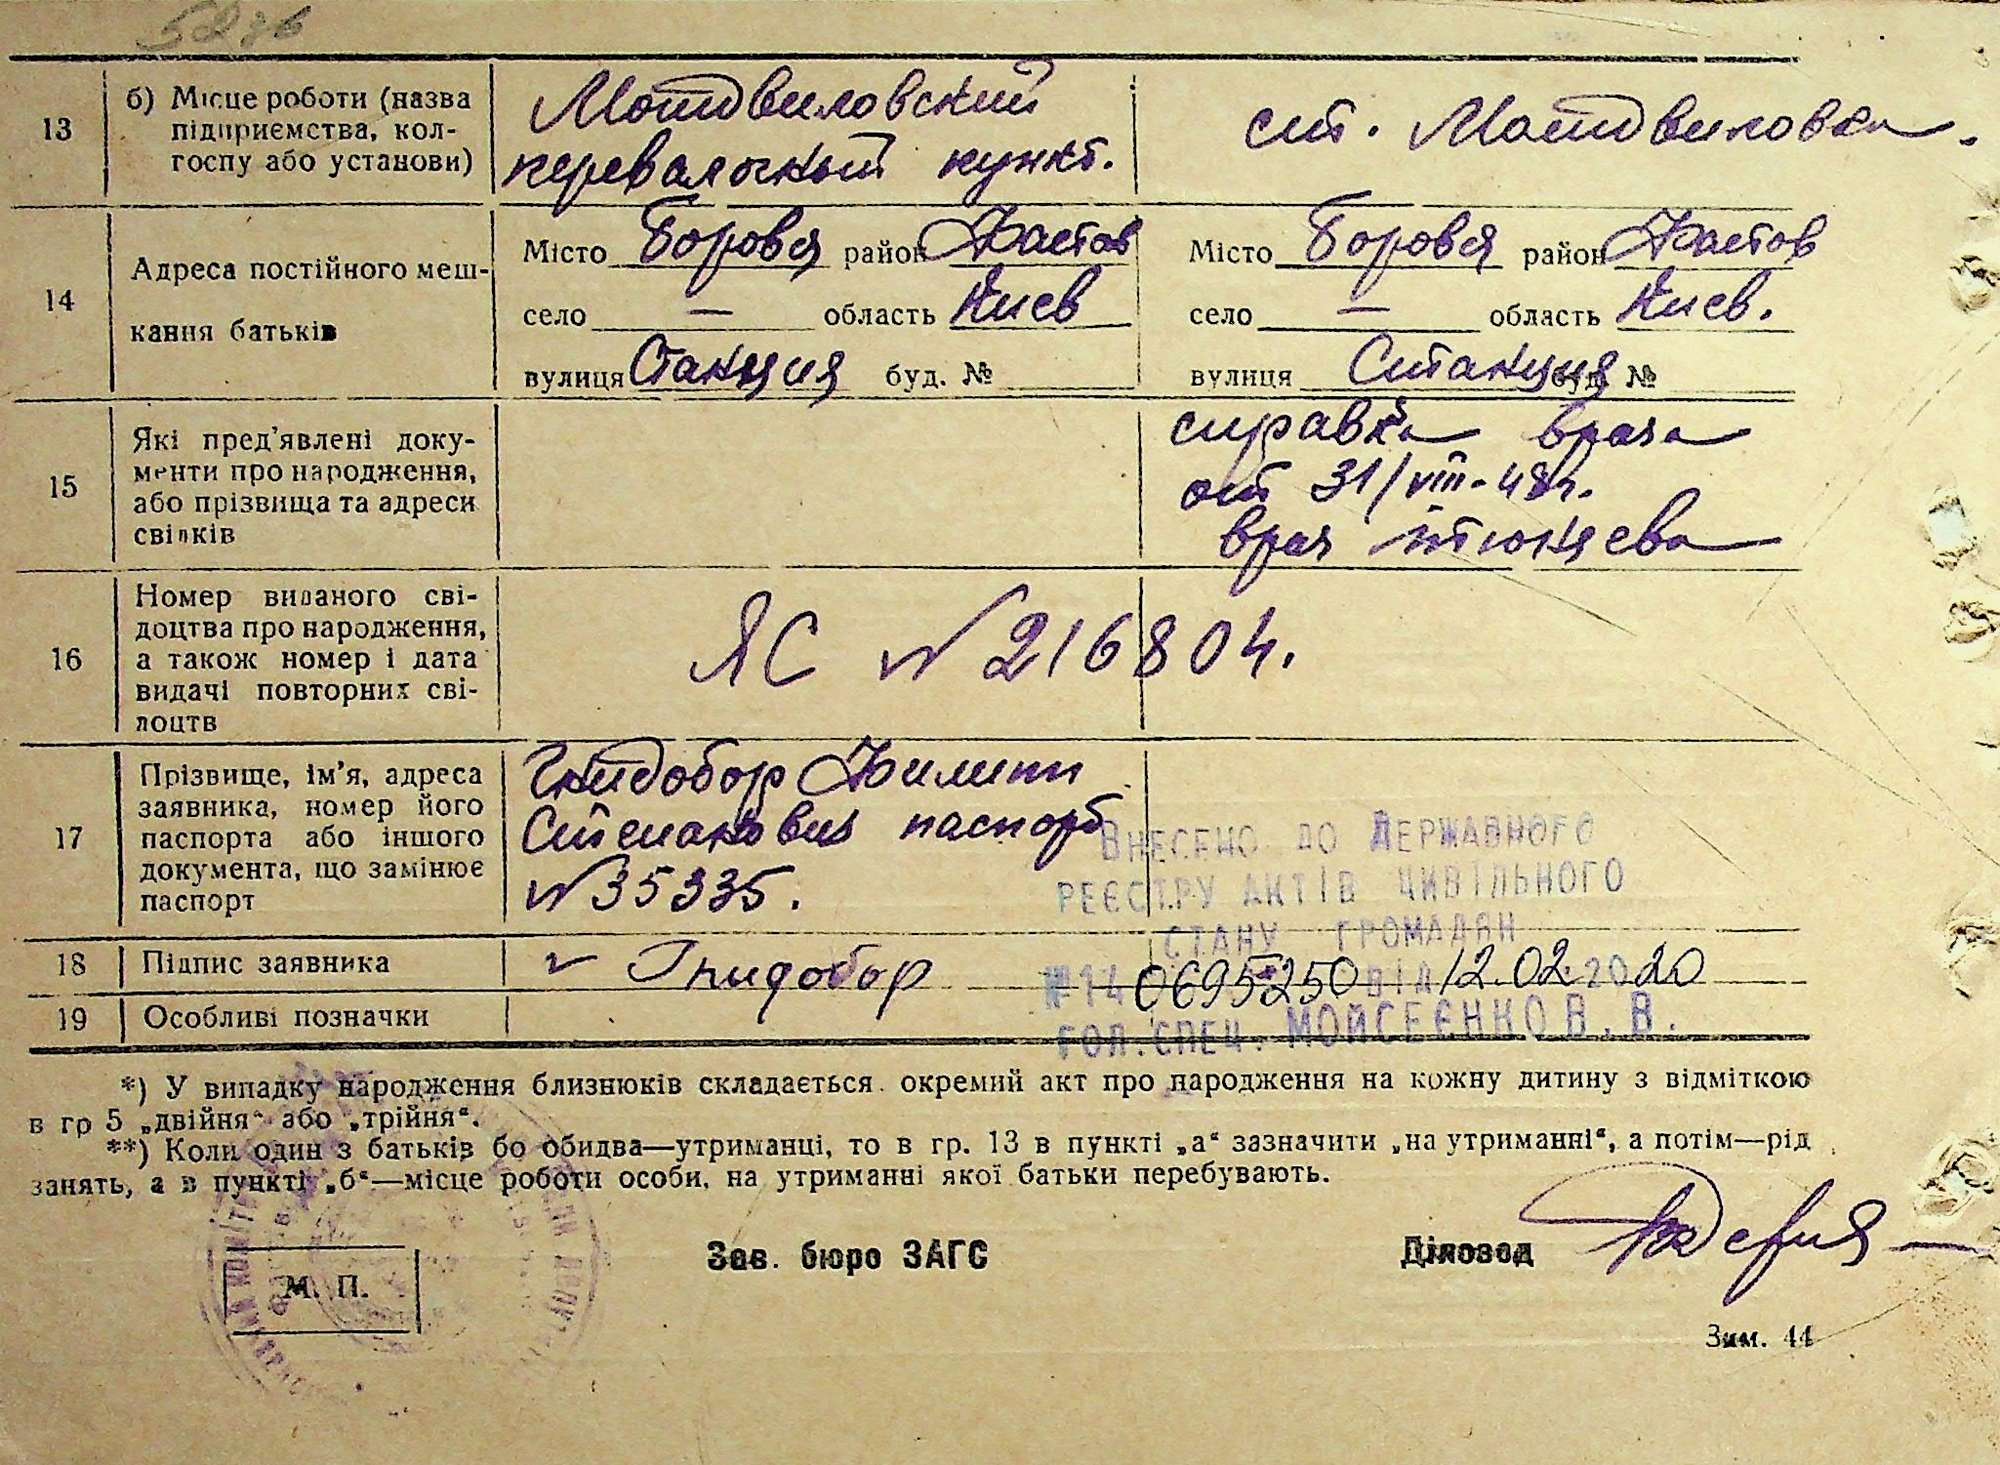 13
б) Місце роботи (назва
підприємства, кол-
госпу або установи)
Мотовиловский
перевалочный пункт.
ст. Мотовиловка.
14
Адреса постійного меш-
кання батьків
Місто Боровая район Фастов
село — область Киев
вулиця Станция буд. №
Місто Боровая район Фастов
село — область Киев.
вулиця Станция буд. №
15
Які пред'явлені доку-
менти про народження,
або прізвища та адреси
свідків
справка врача
от 31/VIII-48г.
врач
16
Номер виданого сві-
доцтва про народження,
а також номер і дата
видачі повторних сві-
доцтв
ЯС № 216804.
17
Прізвище, ім'я, адреса
заявника, номер його
паспорта або іншого
документа, що замінює
паспорт
Гнидобор Филипп
Степанович паспорт
№35335.
ВНЕСЕНО ДО ДЕРЖАВНОГО
РЕЄСТРУ АКТІВ ЦИВІЛЬНОГО
СТАНУ ГРОМАДЯН
№14 0695250 ВІД 12.02.2020
ГОЛ.СПЕЦ. МОЙСЕЄНКО В.В.
18
Підпис заявника
Гнидобор
19
Особливі позначки
*) У випадку народження близнюків складається окремий акт про народження на кожну дитину з відміткою
в гр 5 „двійня“ або „трійня“.
**) Коли один з батьків бо обидва—утриманці, то в гр. 13 в пункті „а“ зазначити „на утриманні“, а потім—рід
занять, а в пункті „б“—місце роботи особи, на утриманні якої батьки перебувають.
М. П.
Зав. бюро ЗАГС
Діловод
Зим. 44